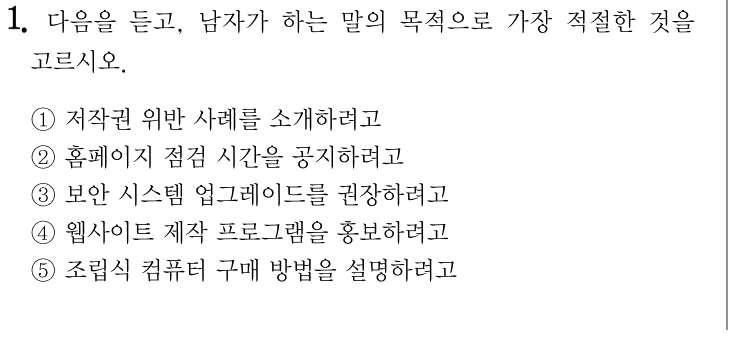 1. 다음을 듣고, 남자가 하는 말의 목적으로 가장 적절한 것을
고르시오.
① 저작권 위반 사례를 소개하려고
② 홈페이지 점검 시간을 공지하려고
③ 보안 시스템 업그레이드를 권장하려고
④ 웹사이트 제작 프로그램을 홍보하려고
⑤ 조립식 컴퓨터 구매 방법을 설명하려고